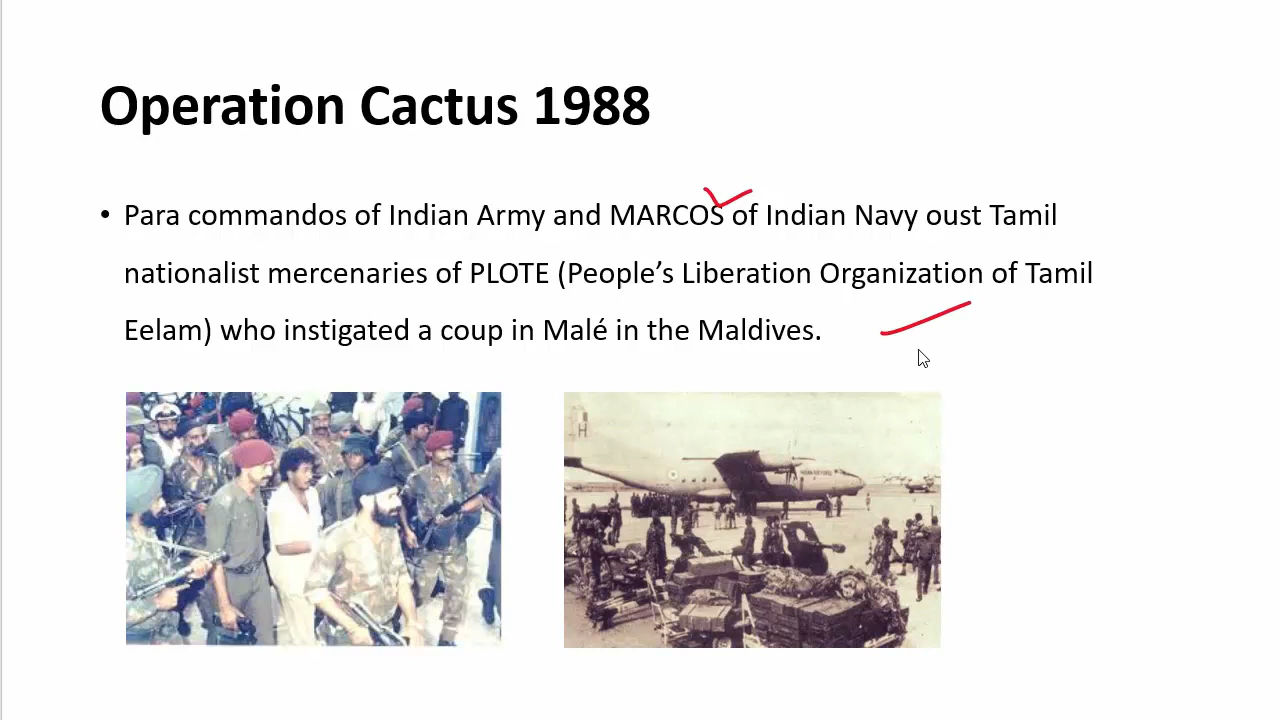 Operation Cactus 1988
• Para commandos of Indian Army and MARCOS of Indian Navy oust Tamil
nationalist mercenaries of PLOTE (People’s Liberation Organization of Tamil
Eelam) who instigated a coup in Malé in the Maldives.